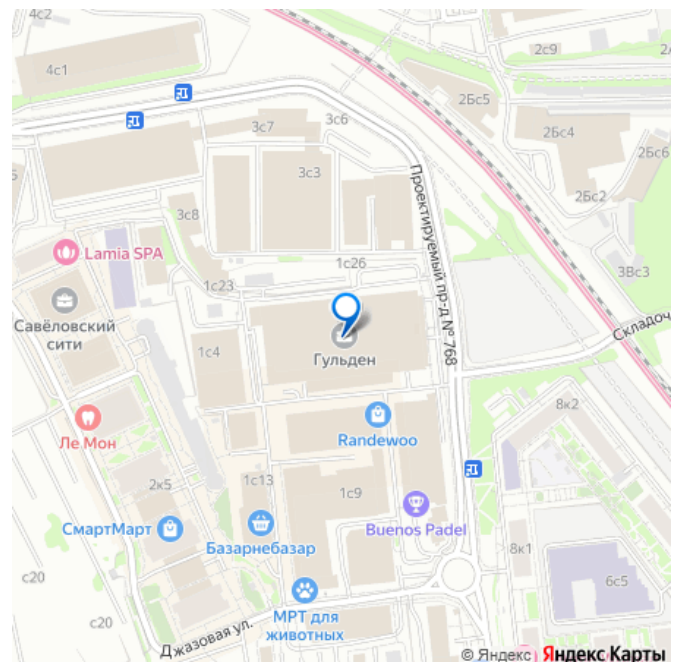 4с2
4с1
2с9
2Бс5
2Бс4
2Бс6
2Бс2
3с7
3с6
3с3
3с8
Проектируемый пр-д № 768
Lamia SPA
1с26
1с23
3Вс3
Савёловский
сити
Гульден
1с4
Складоч
8к2
Ле Мон
Randewoo
2к5
1с13
1с9
СмартМарт
Базарнебазар
Buenos Padel
8к1
6с5
с20
с20
МРТ для
животных
Джазовая ул.
© Яндекс Яндекс Карты